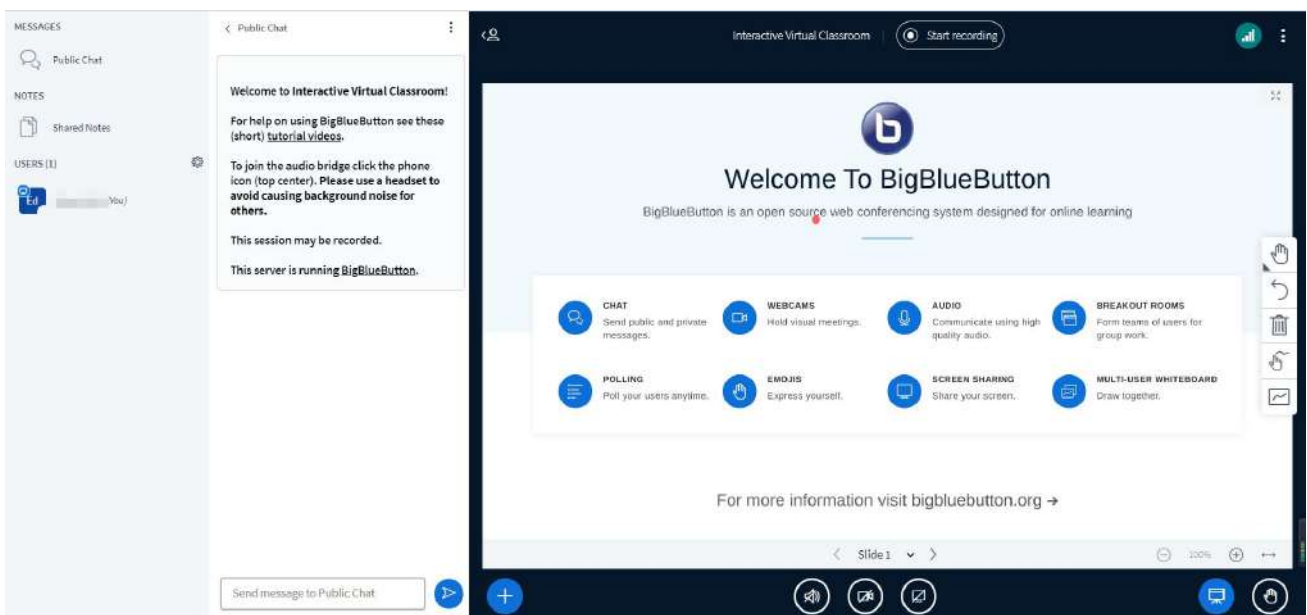 MESSAGES
Public Chat
NOTES
Shared Notes
USERS (1)
Ed
You)
Public Chat
Welcome to Interactive Virtual Classroom!
For help on using BigBlueButton see these
(short) tutorial videos.
To join the audio bridge click the phone
icon (top center). Please use a headset to
avoid causing background noise for
others.
This session may be recorded.
This server is running BigBlueButton.
Send message to Public Chat
Interactive Virtual Classroom
Start recording
b
Welcome To BigBlueButton
BigBlueButton is an open source web conferencing system designed for online learning
CHAT
Send public and private
messages.
WEBCAMS
Hold visual meetings.
AUDIO
Communicate using high
quality audio.
BREAKOUT ROOMS
Form teams of users for
group work.
POLLING
Poll your users anytime.
EMOJIS
Express yourself.
SCREEN SHARING
Share your screen.
MULTI-USER WHITEBOARD
Draw together.
For more information visit bigbluebutton.org →
Slide 1
100%